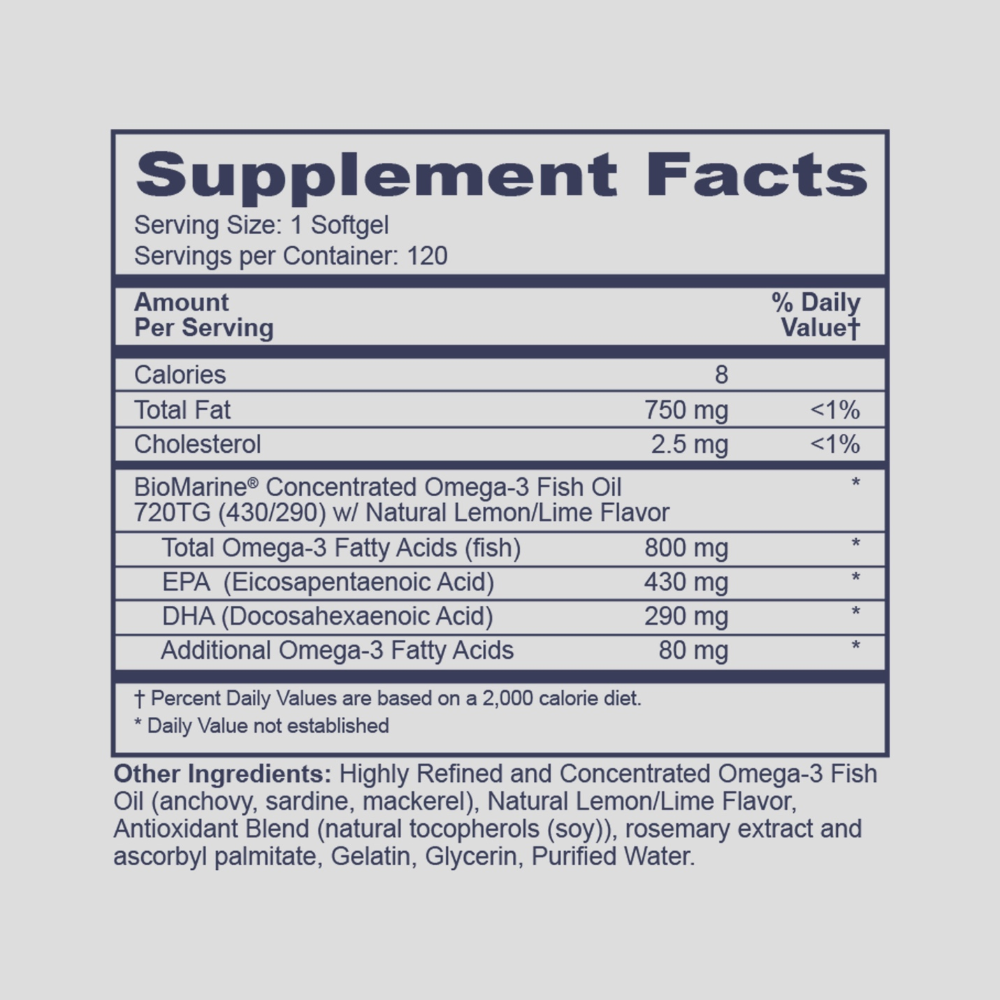 Supplement Facts
Serving Size: 1 Softgel
Servings per Container: 120
Amount
Per Serving
% Daily
Value†
Calories 8
Total Fat 750 mg <1%
Cholesterol 2.5 mg <1%
BioMarine® Concentrated Omega-3 Fish Oil *
720TG (430/290) w/ Natural Lemon/Lime Flavor
Total Omega-3 Fatty Acids (fish) 800 mg *
EPA (Eicosapentaenoic Acid) 430 mg *
DHA (Docosahexaenoic Acid) 290 mg *
Additional Omega-3 Fatty Acids 80 mg *
† Percent Daily Values are based on a 2,000 calorie diet.
* Daily Value not established
Other Ingredients: Highly Refined and Concentrated Omega-3 Fish
Oil (anchovy, sardine, mackerel), Natural Lemon/Lime Flavor,
Antioxidant Blend (natural tocopherols (soy)), rosemary extract and
ascorbyl palmitate, Gelatin, Glycerin, Purified Water.